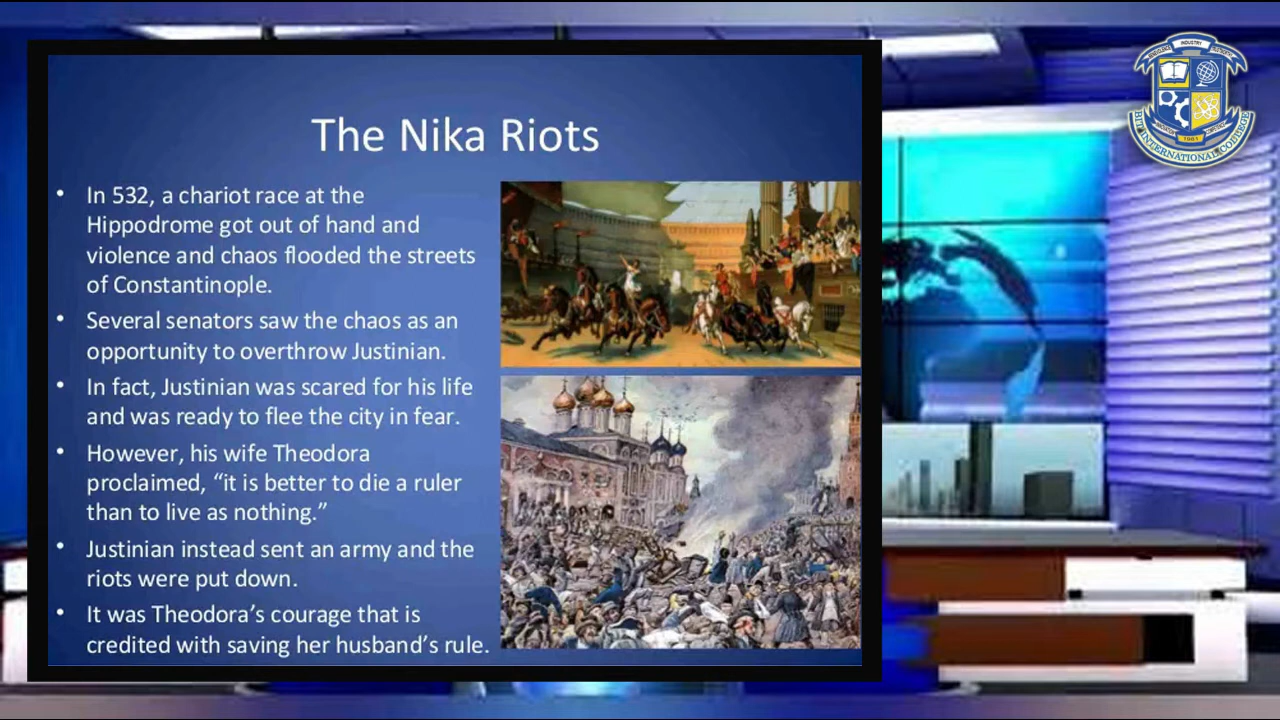 The Nika Riots
• In 532, a chariot race at the
Hippodrome got out of hand and
violence and chaos flooded the streets
of Constantinople.
• Several senators saw the chaos as an
opportunity to overthrow Justinian.
• In fact, Justinian was scared for his life
and was ready to flee the city in fear.
• However, his wife Theodora
proclaimed, “it is better to die a ruler
than to live as nothing.”
• Justinian instead sent an army and the
riots were put down.
• It was Theodora’s courage that is
credited with saving her husband’s rule.
INDUSTRY
BIT INTERNATIONAL COLLEGE